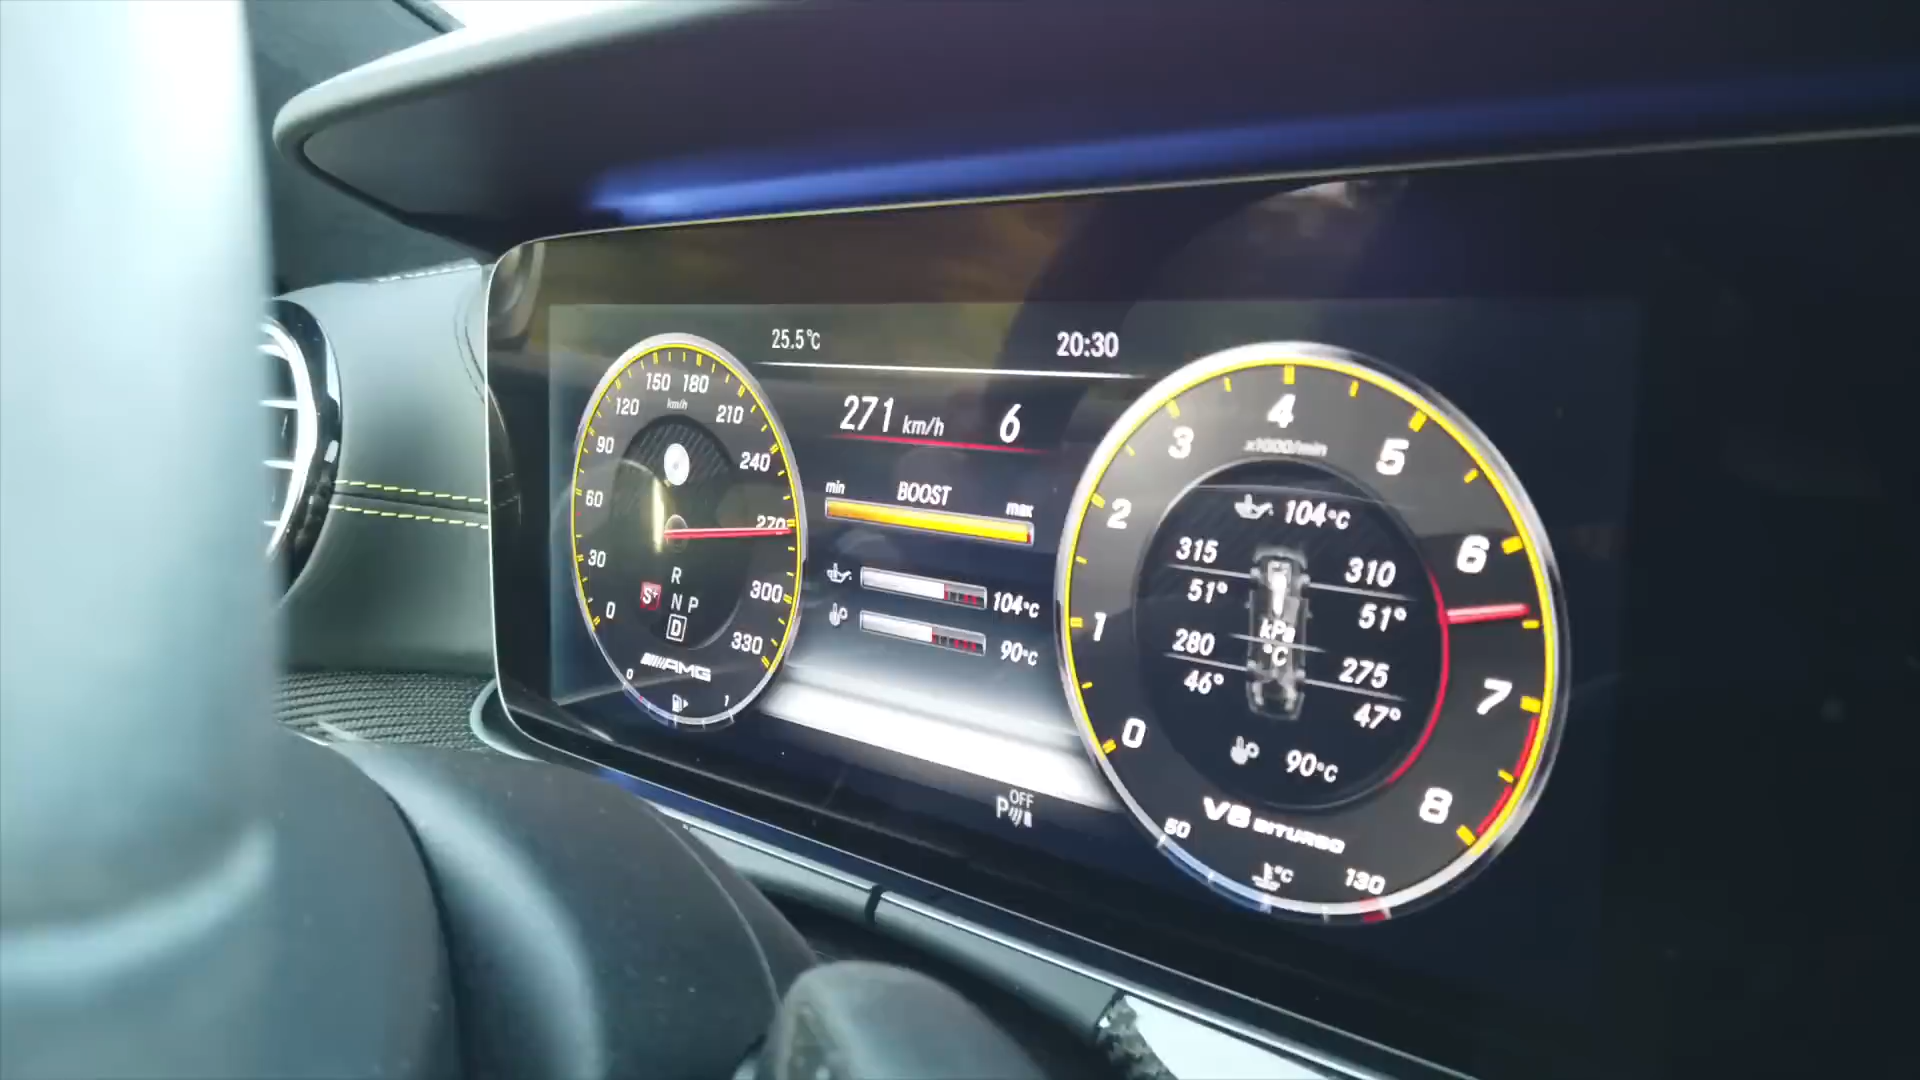 25.5°C
20:30
150 180
km/h
120
210
90
240
60
270
30
300
0
330
R
S+
N P
D
AMG
0
1
271 km/h
6
BOOST
min
max
104°C
90°C
4
3
5
x1000/min
2
6
1
7
0
8
104°C
315
310
51°
51°
kPa
°C
280
275
46°
47°
90°C
V8 BITURBO
50
°C
130
OFF
P